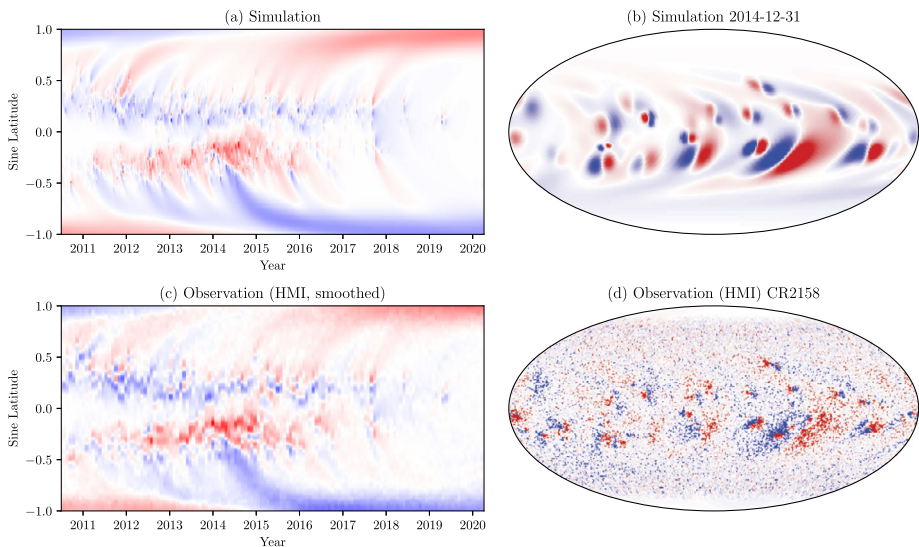 (a) Simulation
1.0
0.5
0.0
−0.5
−1.0
Sine Latitude
2011 2012 2013 2014 2015 2016 2017 2018 2019 2020
Year
(b) Simulation 2014-12-31
(c) Observation (HMI, smoothed)
1.0
0.5
0.0
−0.5
−1.0
Sine Latitude
2011 2012 2013 2014 2015 2016 2017 2018 2019 2020
Year
(d) Observation (HMI) CR2158